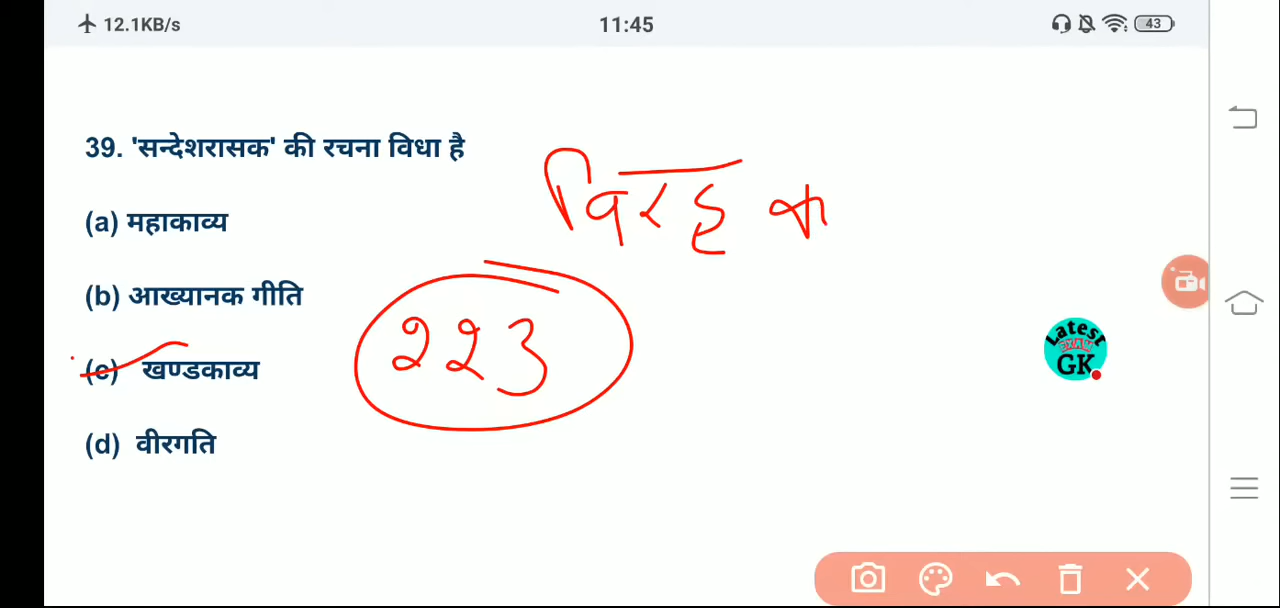 12.1KB/s 11:45 43
39. 'सन्देशरासक' की रचना विधा है
विरह क
(a) महाकाव्य
(b) आख्यानक गीति
२२३
(c) खण्डकाव्य
(d) वीरगति
Latest
GK